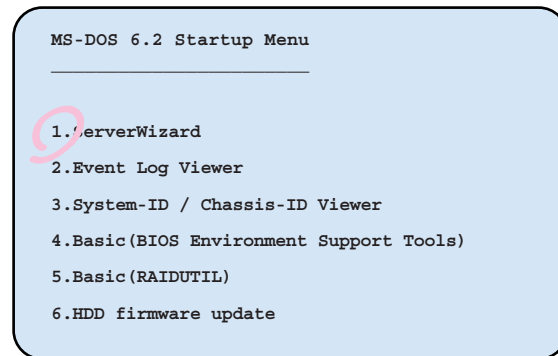 MS-DOS 6.2 Startup Menu
1.ServerWizard
2.Event Log Viewer
3.System-ID / Chassis-ID Viewer
4.Basic(BIOS Environment Support Tools)
5.Basic(RAIDUTIL)
6.HDD firmware update